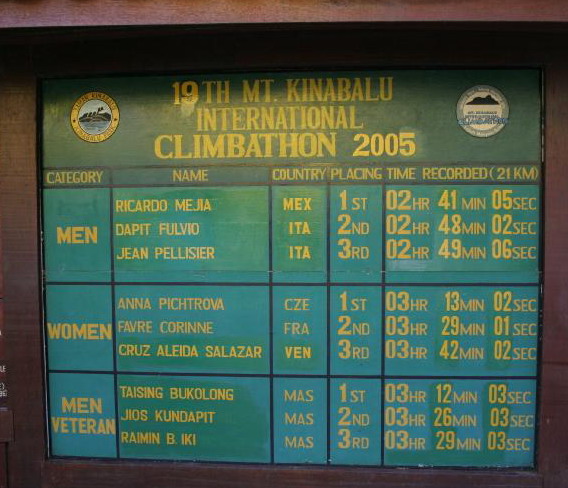 19TH MT. KINABALU
INTERNATIONAL
CLIMBATHON 2005
CATEGORY NAME COUNTRY PLACING TIME RECORDED (21 KM)
MEN
RICARDO MEJIA MEX 1ST 02HR 41MIN 05SEC
DAPIT FULVIO ITA 2ND 02HR 48MIN 02SEC
JEAN PELLISIER ITA 3RD 02HR 49MIN 06SEC
WOMEN
ANNA PICHTROVA CZE 1ST 03HR 13MIN 02SEC
FAVRE CORINNE FRA 2ND 03HR 29MIN 01SEC
CRUZ ALEIDA SALAZAR VEN 3RD 03HR 42MIN 02SEC
MEN
VETERAN
TAISING BUKOLONG MAS 1ST 03HR 12MIN 03SEC
JIOS KUNDAPIT MAS 2ND 03HR 26MIN 03SEC
RAIMIN B. IKI MAS 3RD 03HR 29MIN 03SEC